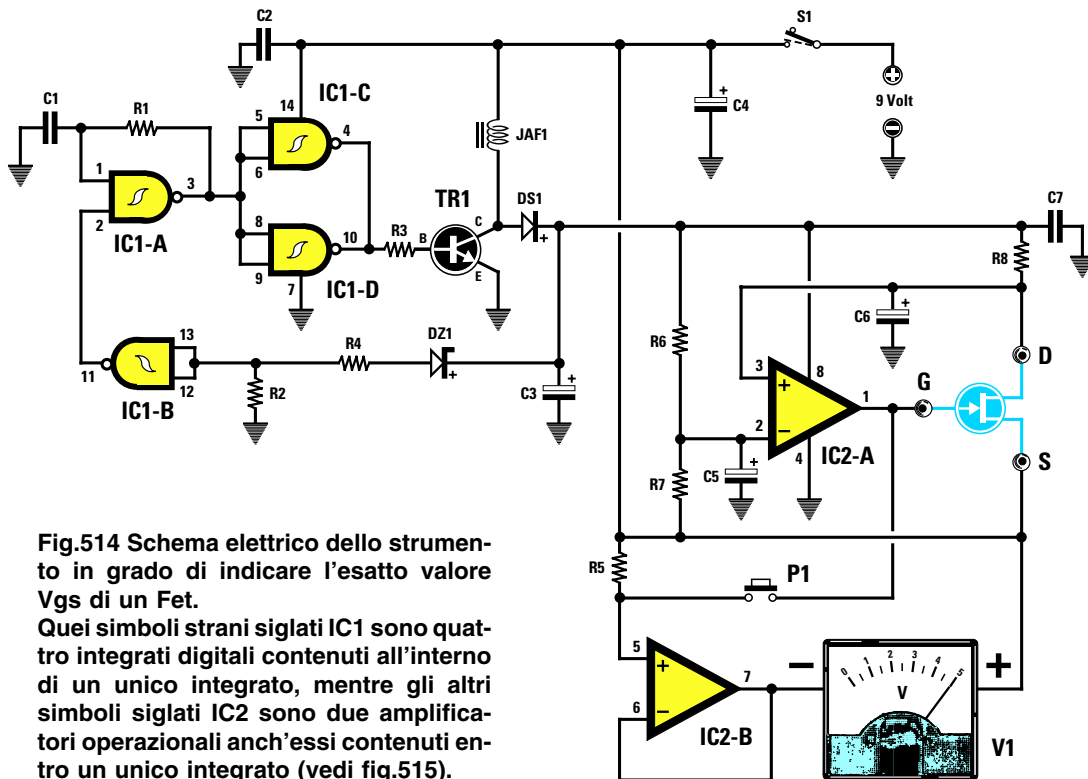 C2
S1
C1
R1
IC1-C
14
5
6
4
JAF1
C4
+
9 Volt
1
2
3
IC1-A
8
9
10
7
IC1-D
R3
TR1
B
C
E
DS1
+
C7
R8
C6
+
R6
D
G
S
3
+
2
−
8
1
4
IC2-A
11
13
12
IC1-B
R2
R4
DZ1
+
C3
+
R7
C5
+
Fig.514 Schema elettrico dello strumen-
to in grado di indicare l'esatto valore
Vgs di un Fet.
Quei simboli strani siglati IC1 sono quat-
tro integrati digitali contenuti all'interno
di un unico integrato, mentre gli altri
simboli siglati IC2 sono due amplifica-
tori operazionali anch'essi contenuti en-
tro un unico integrato (vedi fig.515).
R5
P1
5
+
6
−
7
IC2-B
−
+
0 1 2 3 4 5
V
V1